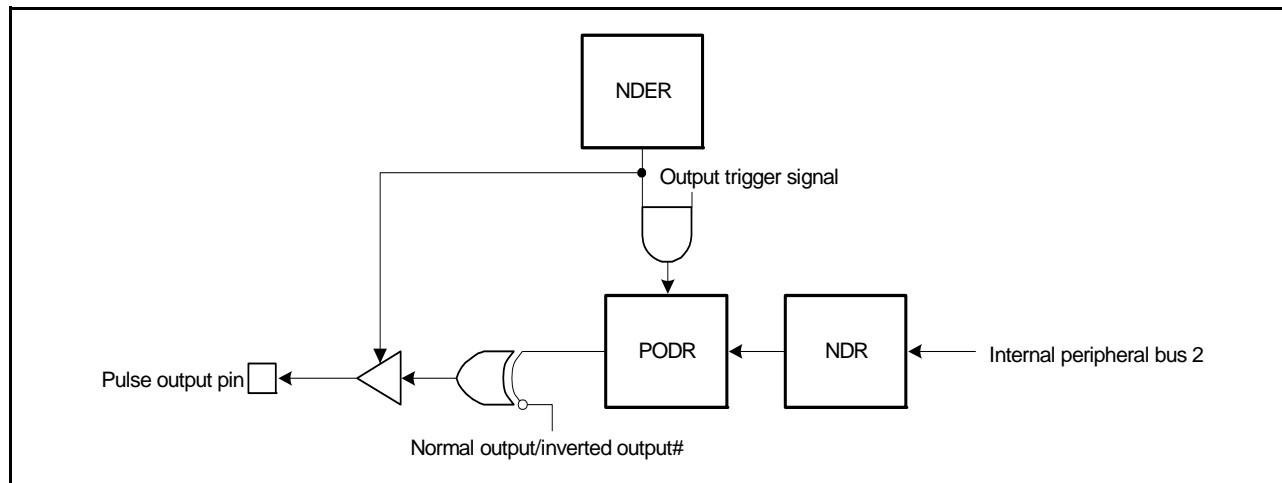 NDER
Output trigger signal
PODR
NDR
Internal peripheral bus 2
Pulse output pin
Normal output/inverted output#